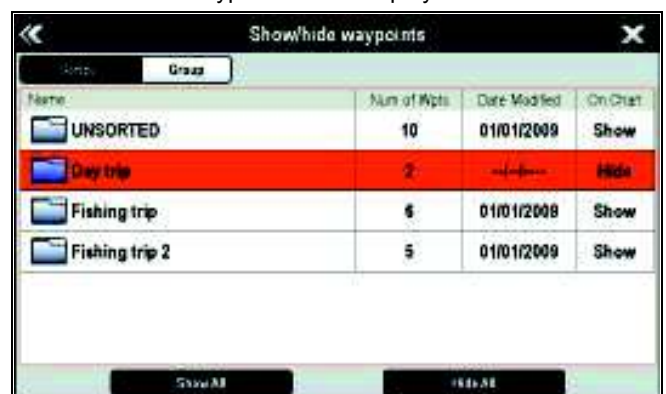 Show/hide waypoints
Group
Name Num of Wpts Date Modified On Chart
UNSORTED 10 01/01/2009 Show
Day trip 2 --/--/---- Hide
Fishing trip 6 01/01/2009 Show
Fishing trip 2 5 01/01/2009 Show
Show All Hide All